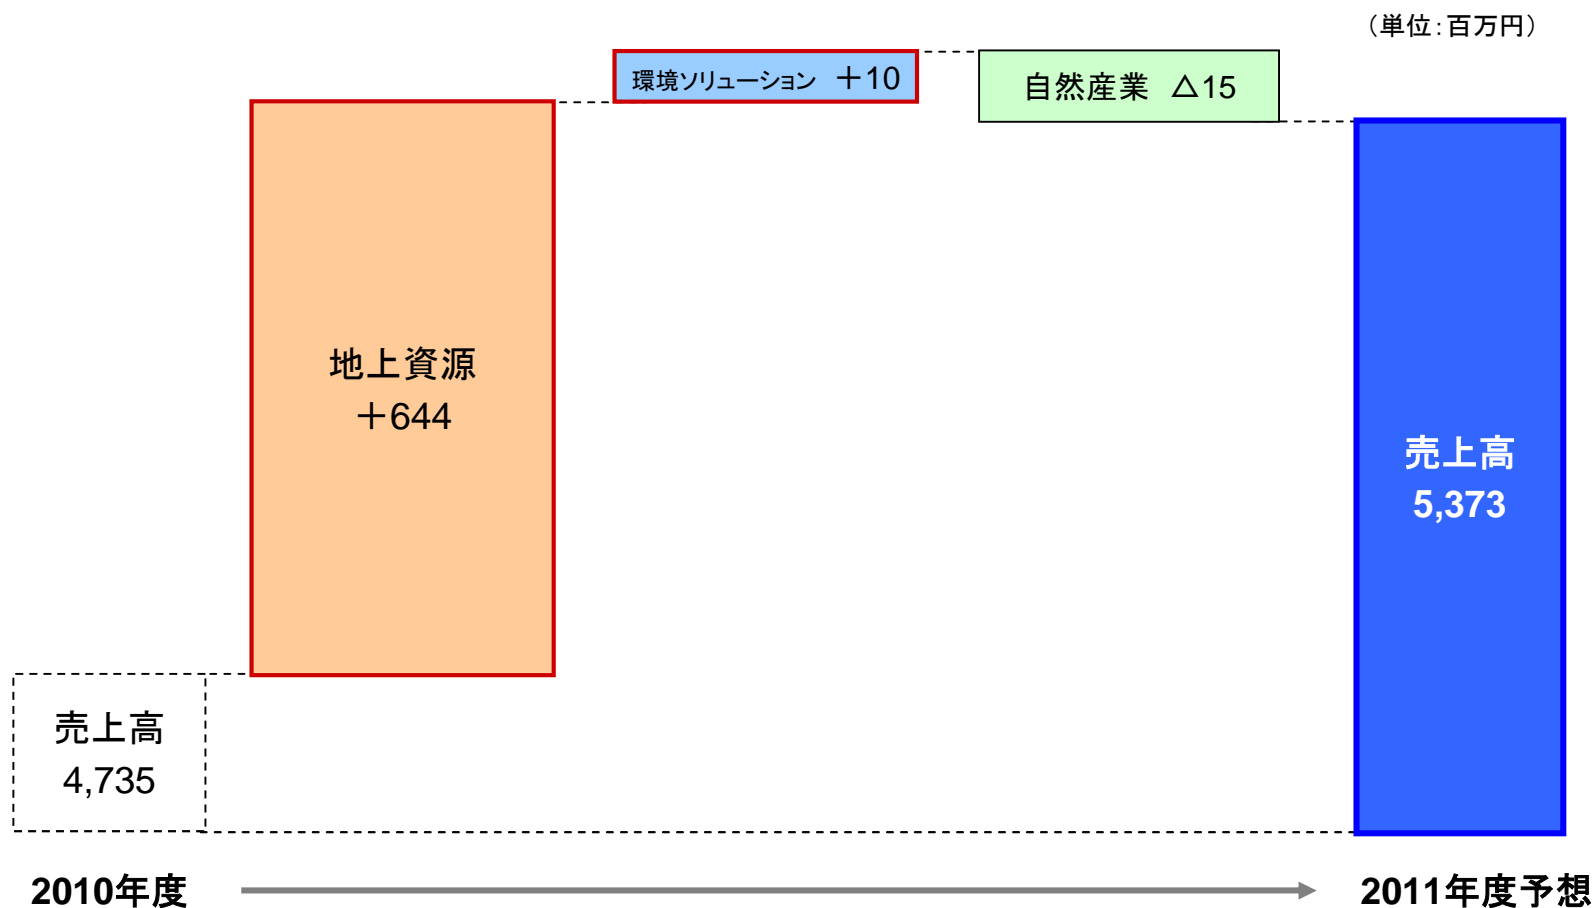 （単位：百万円）
環境ソリューション　＋10
自然産業　△15
地上資源
＋644
売上高
5,373
売上高
4,735
2010年度
2011年度予想